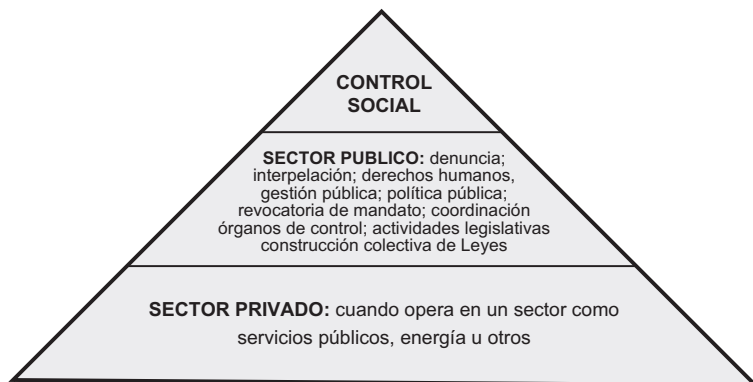 CONTROL
SOCIAL
SECTOR PUBLICO: denuncia;
interpelación; derechos humanos,
gestión pública; política pública;
revocatoria de mandato; coordinación
órganos de control; actividades legislativas
construcción colectiva de Leyes
SECTOR PRIVADO: cuando opera en un sector como
servicios públicos, energía u otros